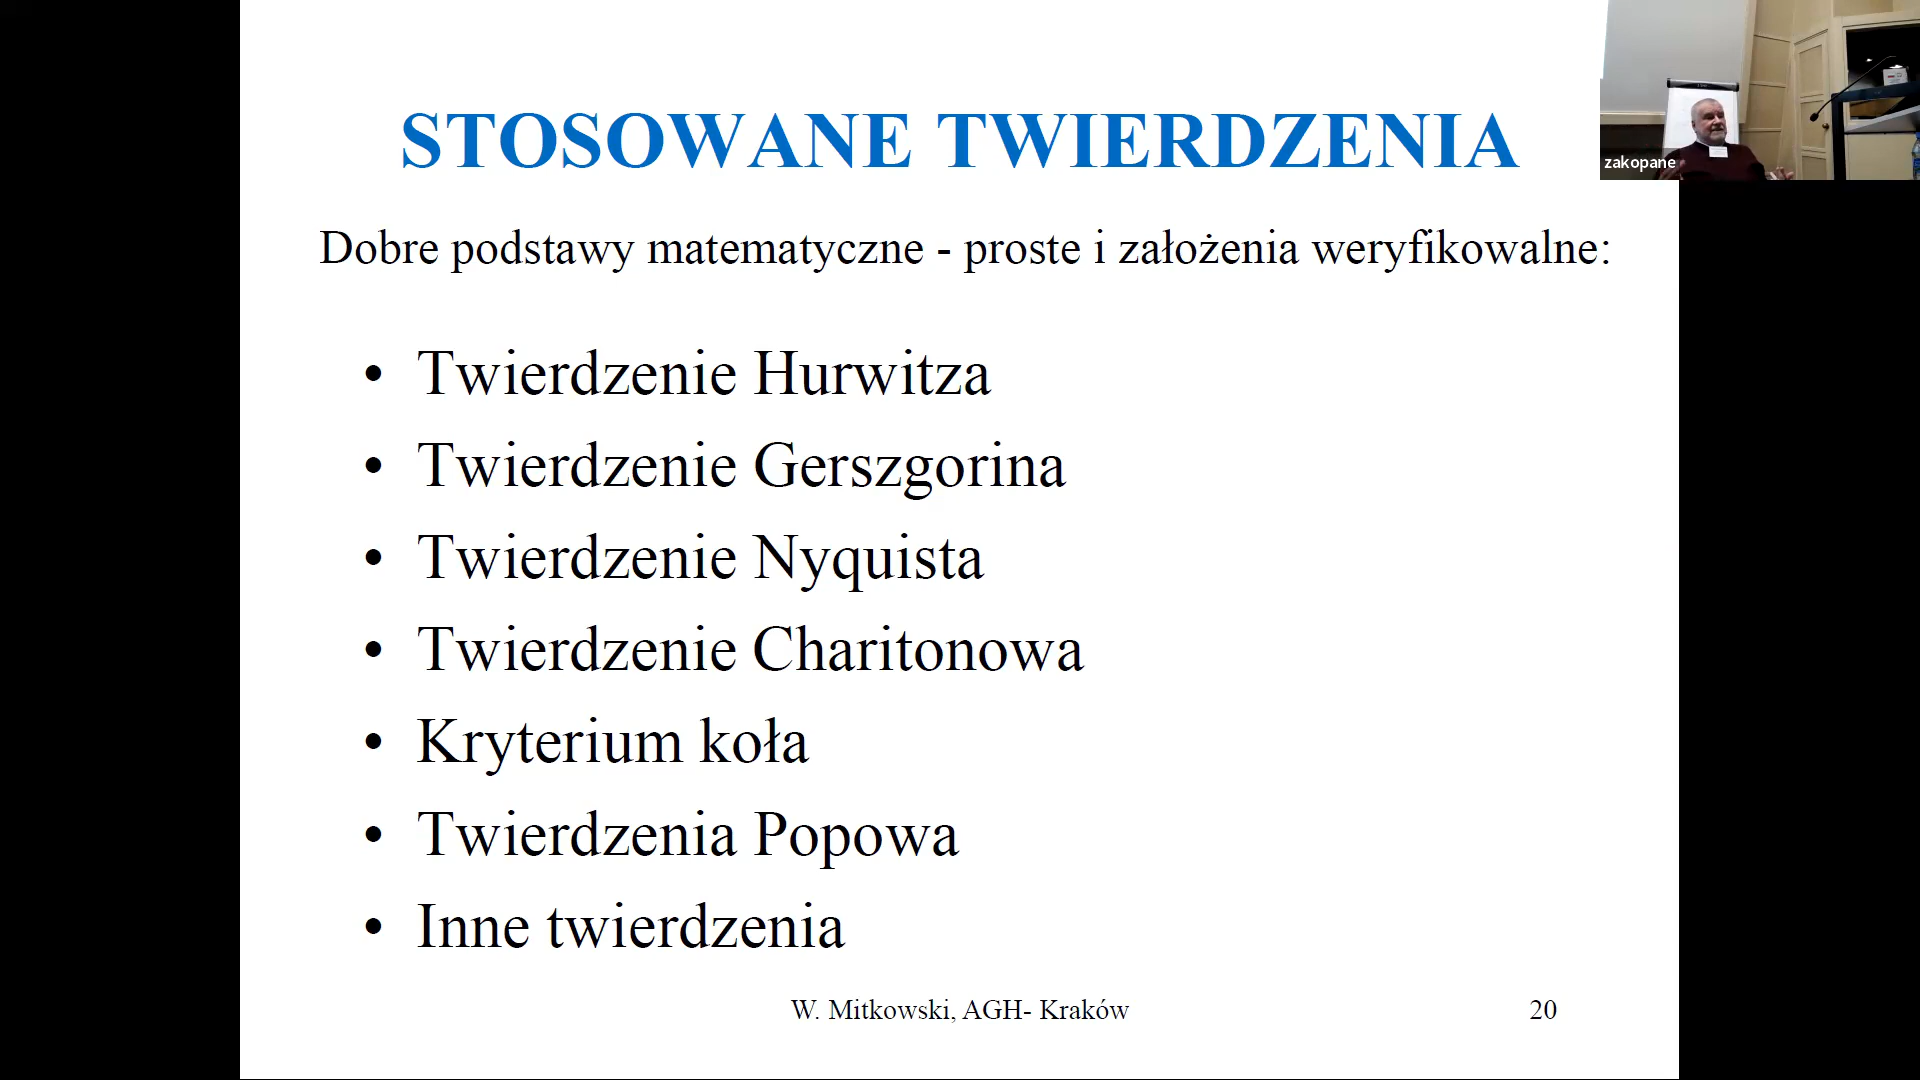 STOSOWANE TWIERDZENIA
zakopane
Dobre podstawy matematyczne - proste i założenia weryfikowalne:
• Twierdzenie Hurwitza
• Twierdzenie Gerszgorina
• Twierdzenie Nyquista
• Twierdzenie Charitonowa
• Kryterium koła
• Twierdzenia Popowa
• Inne twierdzenia
W. Mitkowski, AGH- Kraków
20